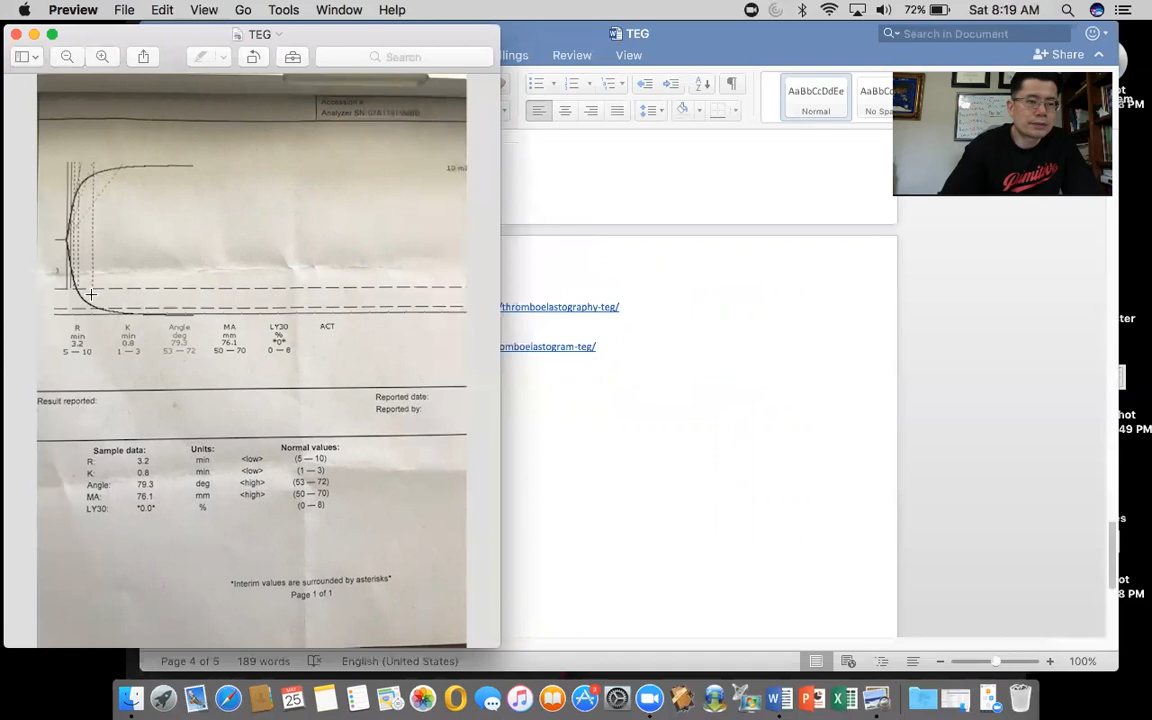 Preview File Edit View Go Tools Window Help
72% Sat 8:19 AM
TEG
Search
TEG
Search in Document
Review View
Share
AaBbCcDdEe
Normal
No Spa
Accession #:
Analyzer SN:
R K Angle MA LY30 ACT
min min deg mm %
3.2 0.8 79.3 76.1 *0*
5 — 10 1 — 3 53 — 72 50 — 70 0 — 8
Result reported: Reported date:
Reported by:
Sample data: Units: Normal values:
R: 3.2 min <low> (5 — 10)
K: 0.8 min <low> (1 — 3)
Angle: 79.3 deg <high> (53 — 72)
MA: 76.1 mm <high> (50 — 70)
LY30: *0.0* % (0 — 8)
*Interim values are surrounded by asterisks*
Page 1 of 1
/thromboelastography-teg/
omboelastogram-teg/
Page 4 of 5 189 words English (United States) 100%